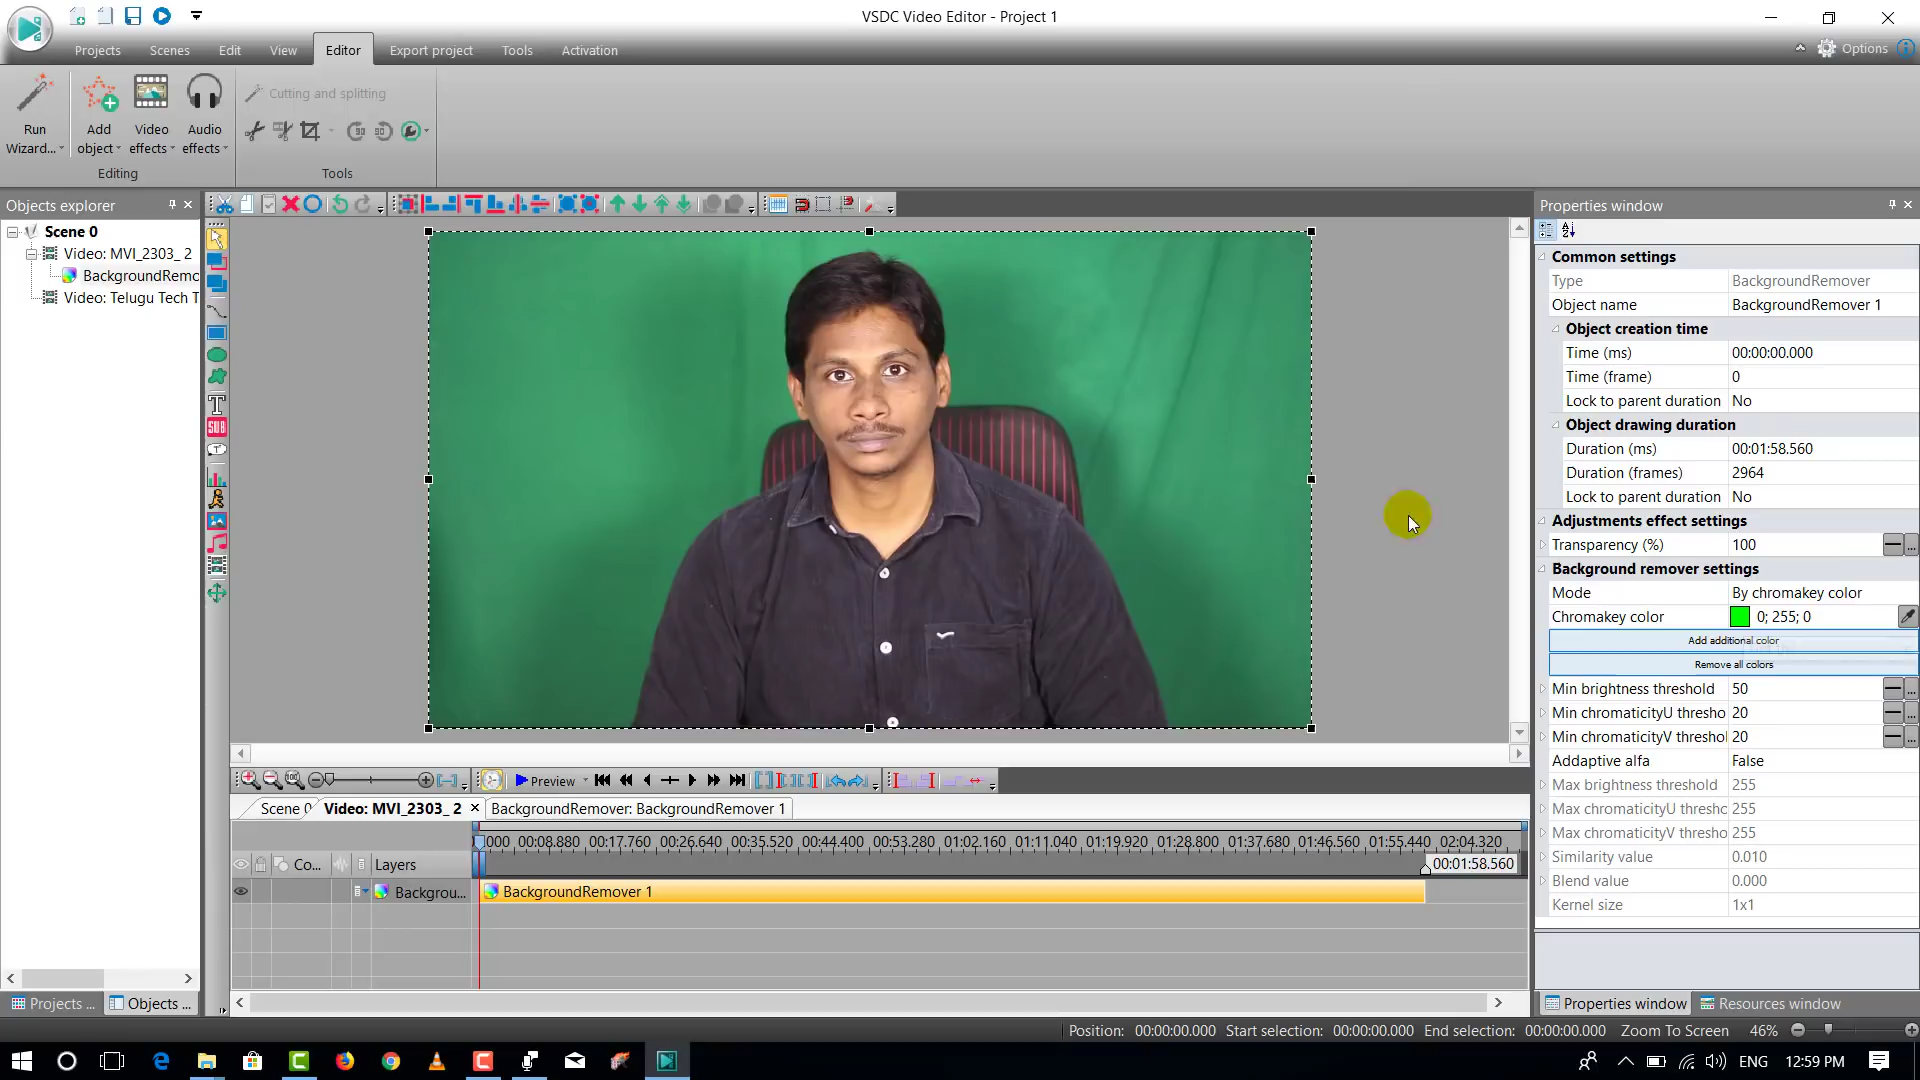 VSDC Video Editor - Project 1
Projects
Scenes
Edit
View
Editor
Export project
Tools
Activation
Options
Run Wizard...
Add object
Video effects
Audio effects
Cutting and splitting
Editing
Tools
Objects explorer
Scene 0
Video: MVI_2303_ 2
BackgroundRemo
Video: Telugu Tech T
SUB
Properties window
Common settings
Type BackgroundRemover
Object name BackgroundRemover 1
Object creation time
Time (ms) 00:00:00.000
Time (frame) 0
Lock to parent duration No
Object drawing duration
Duration (ms) 00:01:58.560
Duration (frames) 2964
Lock to parent duration No
Adjustments effect settings
Transparency (%) 100
Background remover settings
Mode By chromakey color
Chromakey color 0; 255; 0
Add additional color
Remove all colors
Min brightness threshold 50
Min chromaticityU thresho 20
Min chromaticityV threshol 20
Addaptive alfa False
Max brightness threshold 255
Max chromaticityU threshc 255
Max chromaticityV threshc 255
Similarity value 0.010
Blend value 0.000
Kernel size 1x1
Preview
Scene 0
Video: MVI_2303_ 2
BackgroundRemover: BackgroundRemover 1
000 00:08.880 00:17.760 00:26.640 00:35.520 00:44.400 00:53.280 01:02.160 01:11.040 01:19.920 01:28.800 01:37.680 01:46.560 01:55.440 02:04.320
Co... Layers
00:01:58.560
Backgrou...
BackgroundRemover 1
Projects ...
Objects ...
Properties window
Resources window
Position: 00:00:00.000 Start selection: 00:00:00.000 End selection: 00:00:00.000 Zoom To Screen 46%
ENG 12:59 PM